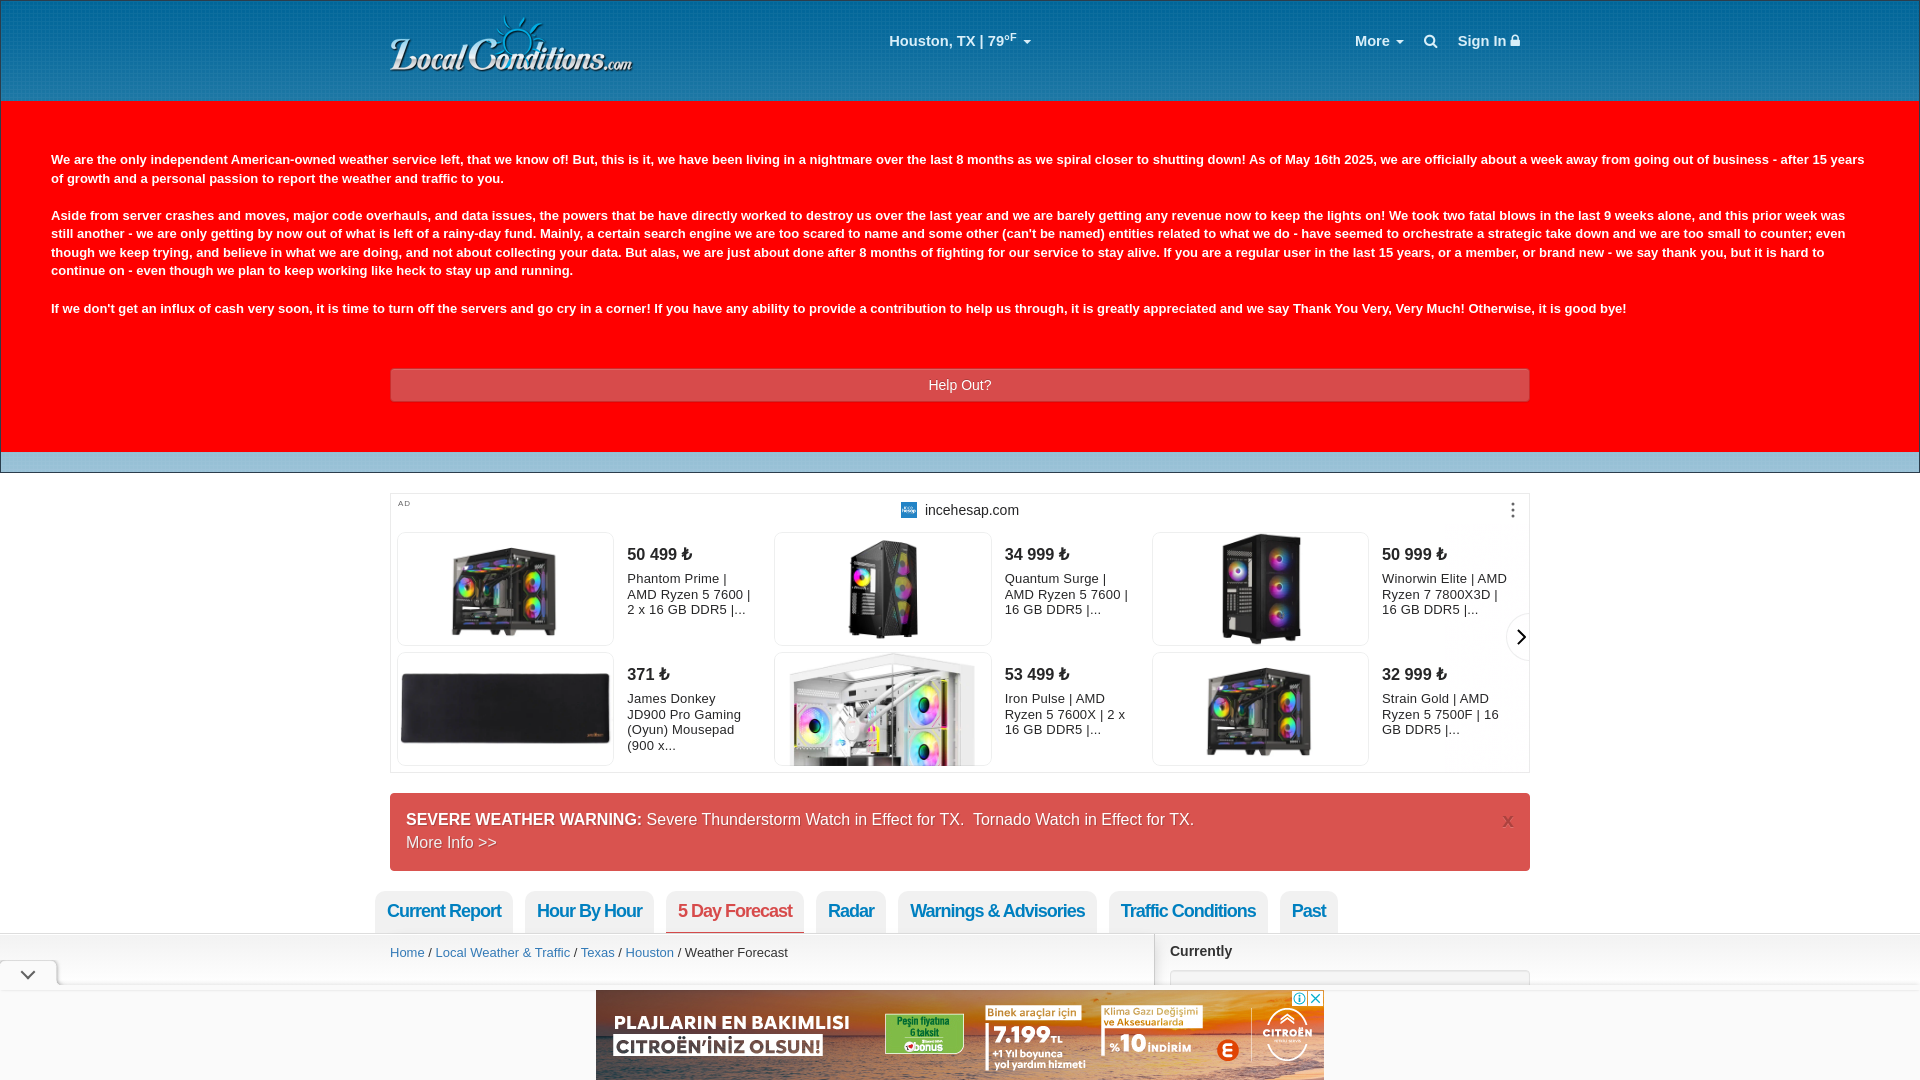 LocalConditions.com
Houston, TX | 79°F
More
Sign In
We are the only independent American-owned weather service left, that we know of! But, this is it, we have been living in a nightmare over the last 8 months as we spiral closer to shutting down! As of May 16th 2025, we are officially about a week away from going out of business - after 15 years
of growth and a personal passion to report the weather and traffic to you.
Aside from server crashes and moves, major code overhauls, and data issues, the powers that be have directly worked to destroy us over the last year and we are barely getting any revenue now to keep the lights on! We took two fatal blows in the last 9 weeks alone, and this prior week was
still another - we are only getting by now out of what is left of a rainy-day fund. Mainly, a certain search engine we are too scared to name and some other (can't be named) entities related to what we do - have seemed to orchestrate a strategic take down and we are too small to counter; even
though we keep trying, and believe in what we are doing, and not about collecting your data. But alas, we are just about done after 8 months of fighting for our service to stay alive. If you are a regular user in the last 15 years, or a member, or brand new - we say thank you, but it is hard to
continue on - even though we plan to keep working like heck to stay up and running.
If we don't get an influx of cash very soon, it is time to turn off the servers and go cry in a corner! If you have any ability to provide a contribution to help us through, it is greatly appreciated and we say Thank You Very, Very Much! Otherwise, it is good bye!
Help Out?
AD
incehesap.com
50 499 ₺
Phantom Prime |
AMD Ryzen 5 7600 |
2 x 16 GB DDR5 |...
34 999 ₺
Quantum Surge |
AMD Ryzen 5 7600 |
16 GB DDR5 |...
50 999 ₺
Winorwin Elite | AMD
Ryzen 7 7800X3D |
16 GB DDR5 |...
371 ₺
James Donkey
JD900 Pro Gaming
(Oyun) Mousepad
(900 x...
53 499 ₺
Iron Pulse | AMD
Ryzen 5 7600X | 2 x
16 GB DDR5 |...
32 999 ₺
Strain Gold | AMD
Ryzen 5 7500F | 16
GB DDR5 |...
SEVERE WEATHER WARNING: Severe Thunderstorm Watch in Effect for TX.  Tornado Watch in Effect for TX.
x
More Info >>
Current Report
Hour By Hour
5 Day Forecast
Radar
Warnings & Advisories
Traffic Conditions
Past
Home / Local Weather & Traffic / Texas / Houston / Weather Forecast
Currently
PLAJLARIN EN BAKIMLISI
CITROËN'İNİZ OLSUN!
Peşin fiyatına
6 taksit
bonus
Binek araçlar için
7.199 TL
+1 Yıl boyunca
yol yardım hizmeti
Klima Gazı Değişimi
ve Aksesuarlarda
%10 İNDİRİM
E
CITROËN